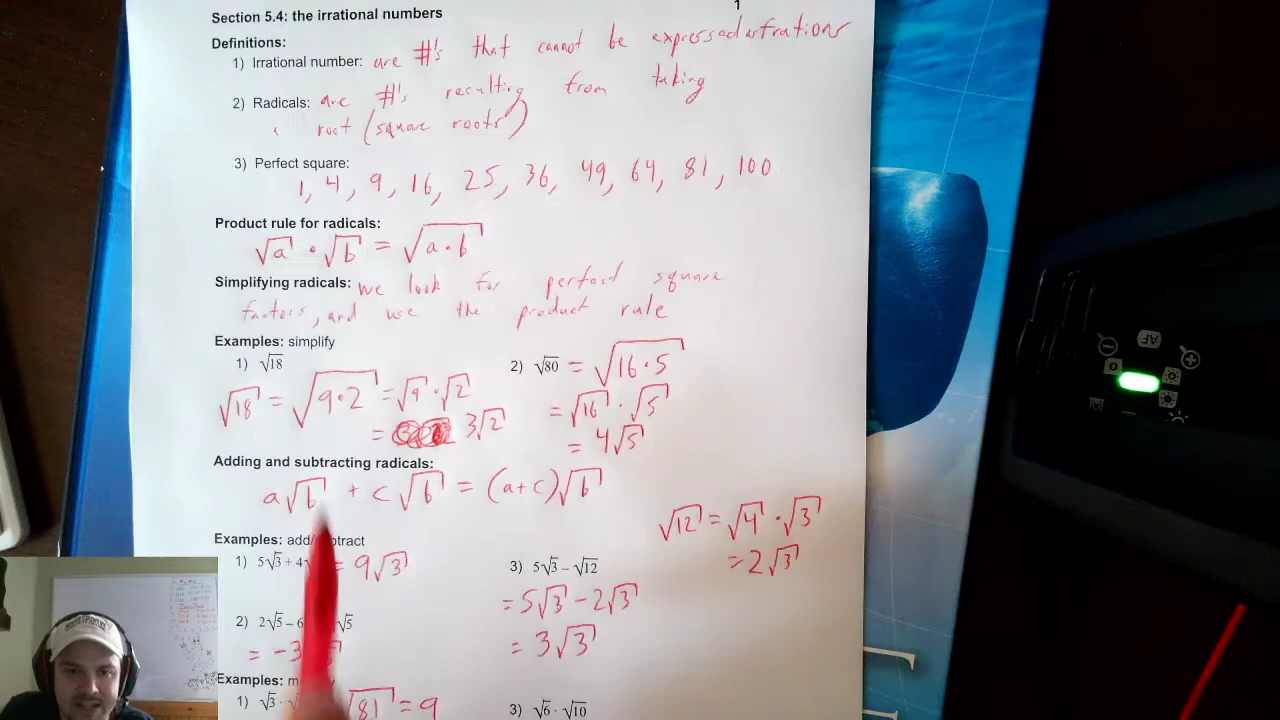 1
Section 5.4: the irrational numbers
Definitions:
1) Irrational number: are #'s that cannot be expressed as fractions
2) Radicals: are #'s resulting from taking
root (square roots)
3) Perfect square:
1, 4, 9, 16, 25, 36, 49, 64, 81, 100
Product rule for radicals:
√a · √b = √a·b
Simplifying radicals: we look for perfect square
factors, and use the product rule
Examples: simplify
1) √18
√18 = √9·2 = √9 · √2
= 3√2
2) √80 = √16·5
= √16 · √5
= 4√5
Adding and subtracting radicals:
a√b + c√b = (a+c)√b
Examples: add/subtract
1) 5√3 + 4 = 9√3
2) 2√5 − 6 √5
= −3
3) 5√3 − √12
= 5√3 − 2√3
= 3√3
√12 = √4 · √3
= 2√3
Examples:
1) √3 · √81 = 9
3) √6 · √10
AF